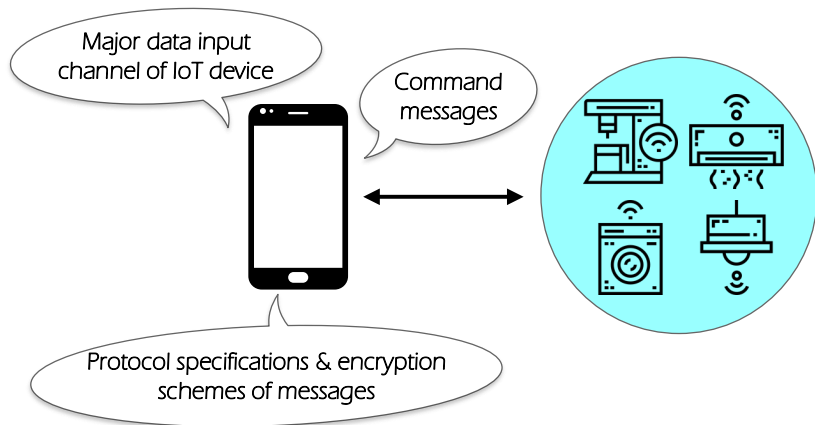 Major data input
channel of IoT device
Command
messages
Protocol specifications & encryption
schemes of messages